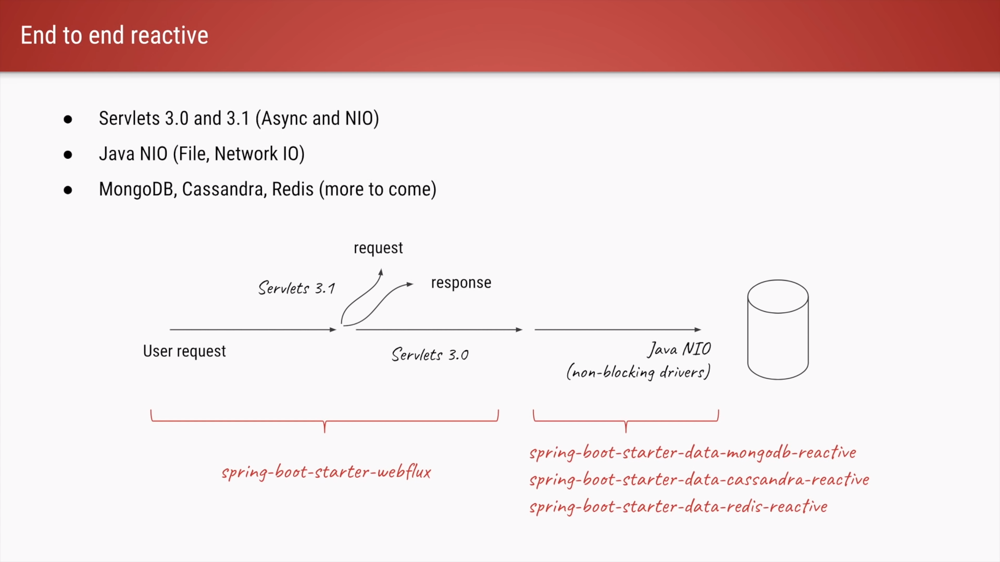 End to end reactive
● Servlets 3.0 and 3.1 (Async and NIO)
● Java NIO (File, Network IO)
● MongoDB, Cassandra, Redis (more to come)
request
Servlets 3.1
response
User request
Servlets 3.0
Java NIO
(non-blocking drivers)
spring-boot-starter-webflux
spring-boot-starter-data-mongodb-reactive
spring-boot-starter-data-cassandra-reactive
spring-boot-starter-data-redis-reactive